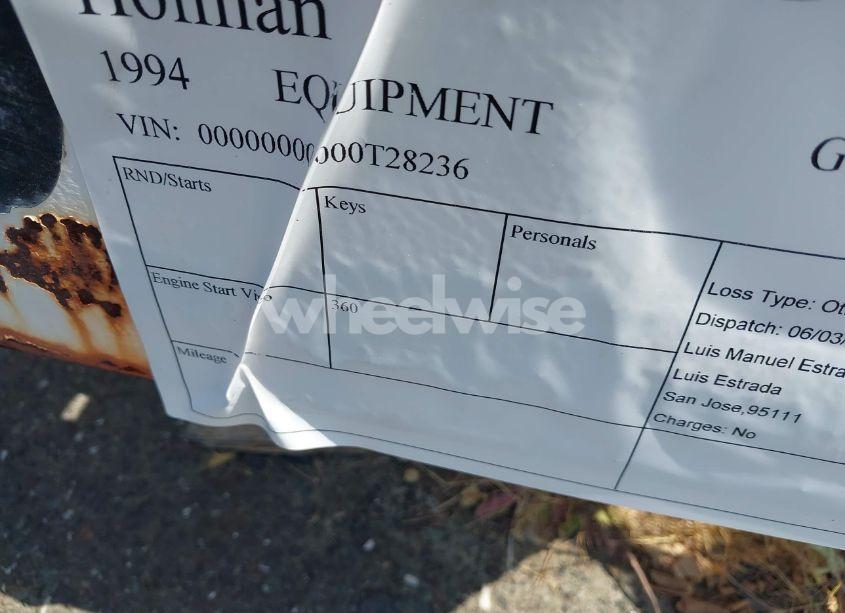 Holman
1994 EQUIPMENT
G
VIN: 00000000000T28236
RND/Starts
Keys
Personals
Engine Start
360
Mileage
Loss Type:
Dispatch: 06/03/
Luis Manuel Estra
Luis Estrada
San Jose,95111
Charges: No
wheelwise